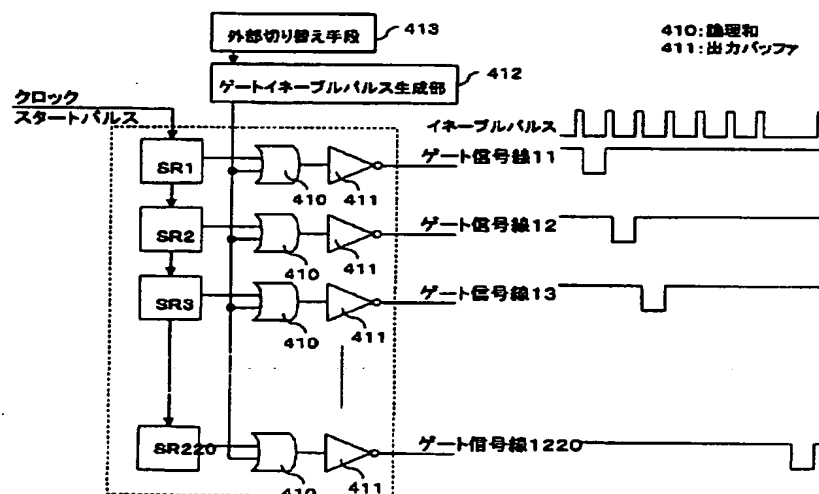 外部切り替え手段
413
410:論理和
411:出力バッファ
ゲートイネーブルパルス生成部
412
クロック
スタートパルス
イネーブルパルス
SR1
410
411
ゲート信号線11
SR2
410
411
ゲート信号線12
SR3
410
411
ゲート信号線13
SR220
410
411
ゲート信号線1220